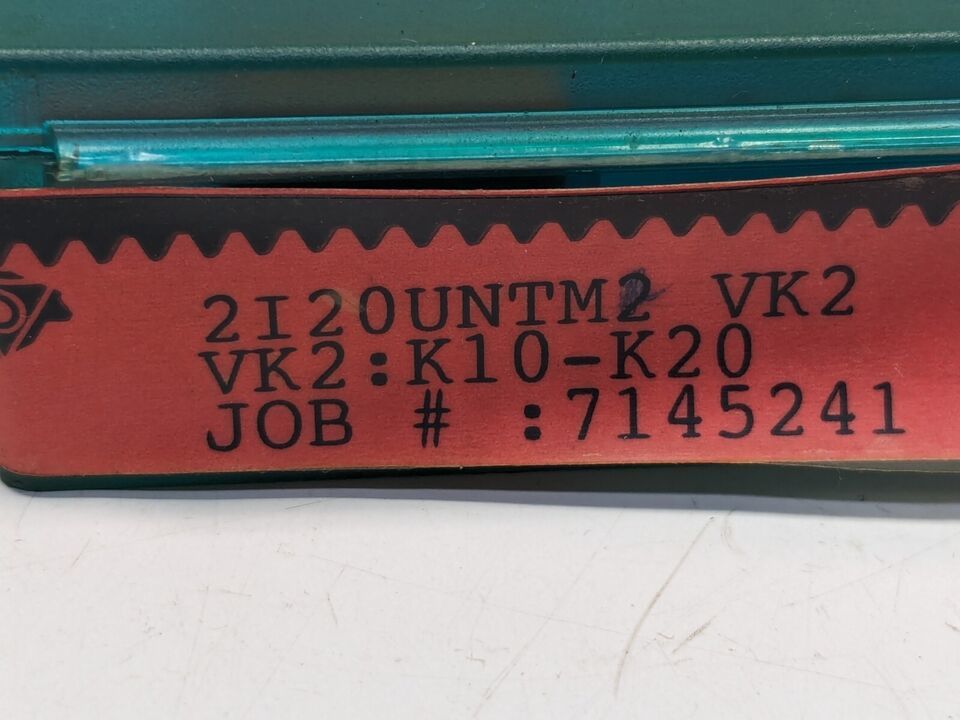 2I20UNTM2 VK2
VK2:K10-K20
JOB # :7145241